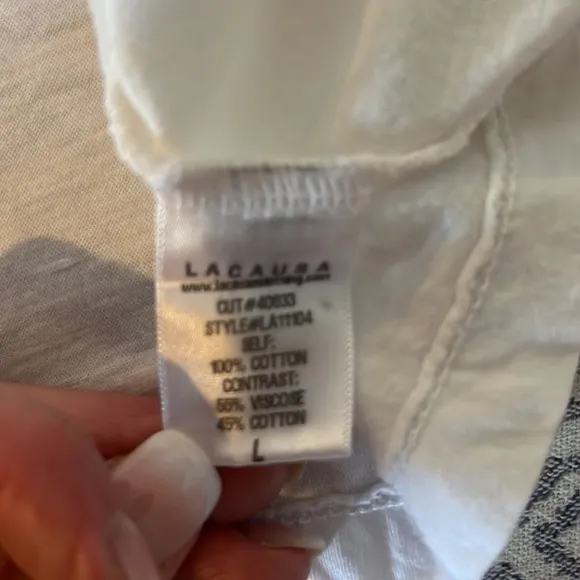 LACAUSA
CUT#40633
STYLE#LA11104
SELF:
100% COTTON
CONTRAST:
55% VISCOSE
45% COTTON
L